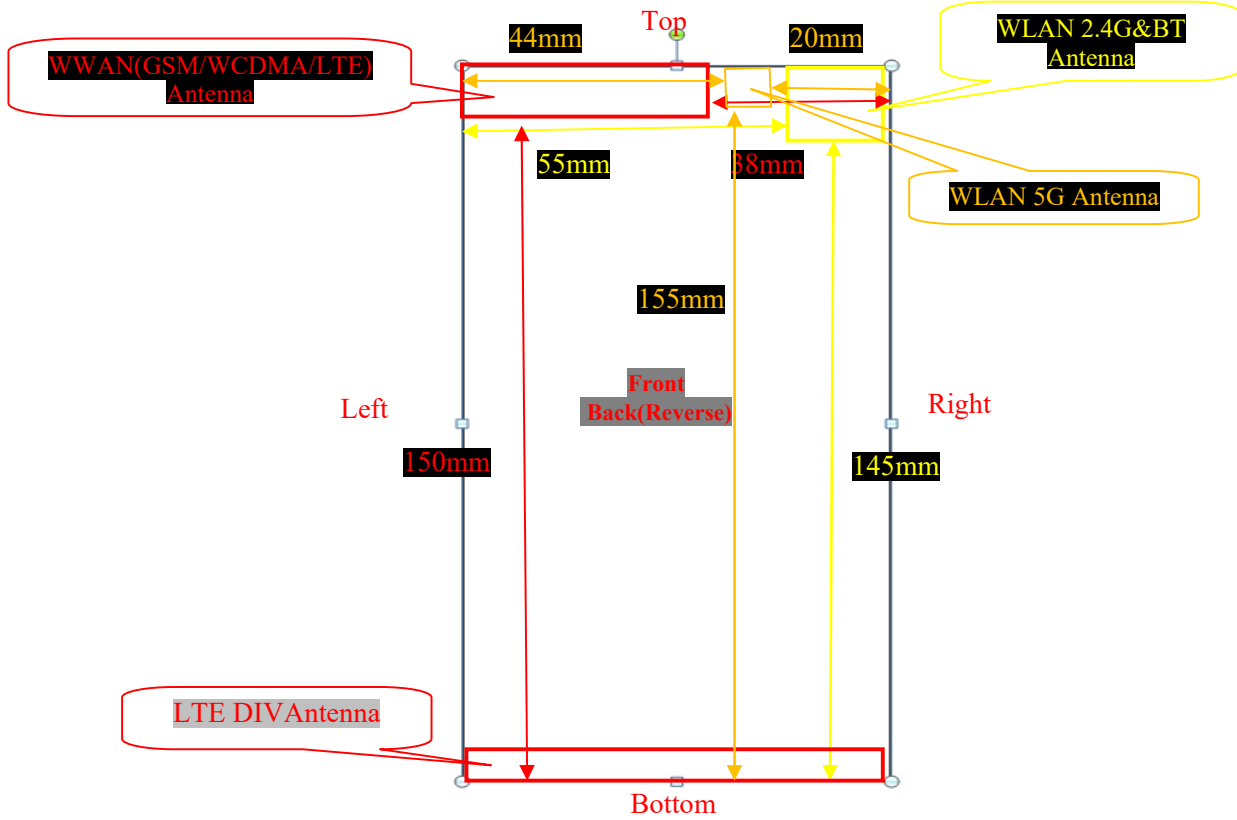 Top
44mm
20mm
WLAN 2.4G&BT
Antenna
WWAN(GSM/WCDMA/LTE)
Antenna
55mm
38mm
WLAN 5G Antenna
155mm
Front
Back(Reverse)
Left
Right
150mm
145mm
LTE DIVAntenna
Bottom